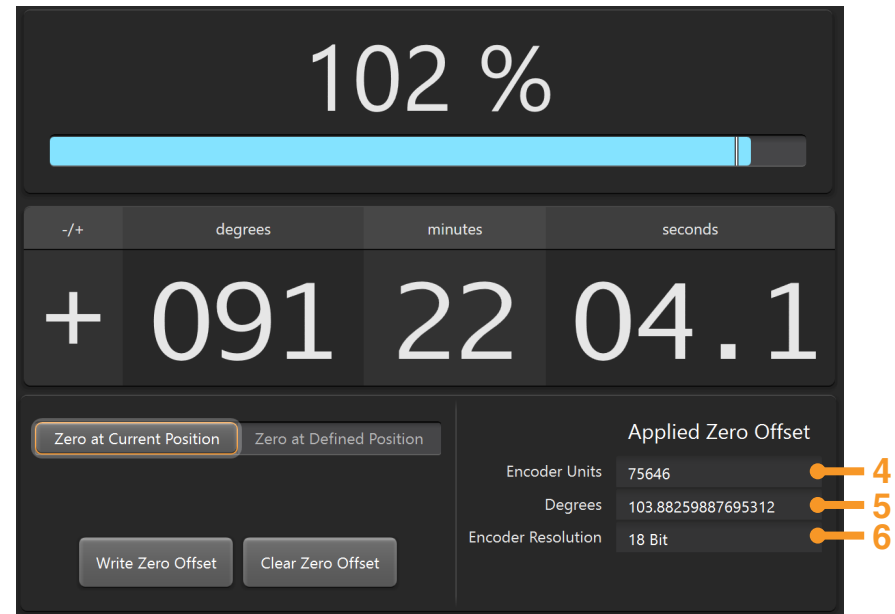 102 %
-/+ degrees minutes seconds
+ 091 22 04.1
Zero at Current Position Zero at Defined Position
Applied Zero Offset
Encoder Units 75646 4
Degrees 103.88259887695312 5
Encoder Resolution 18 Bit 6
Write Zero Offset Clear Zero Offset